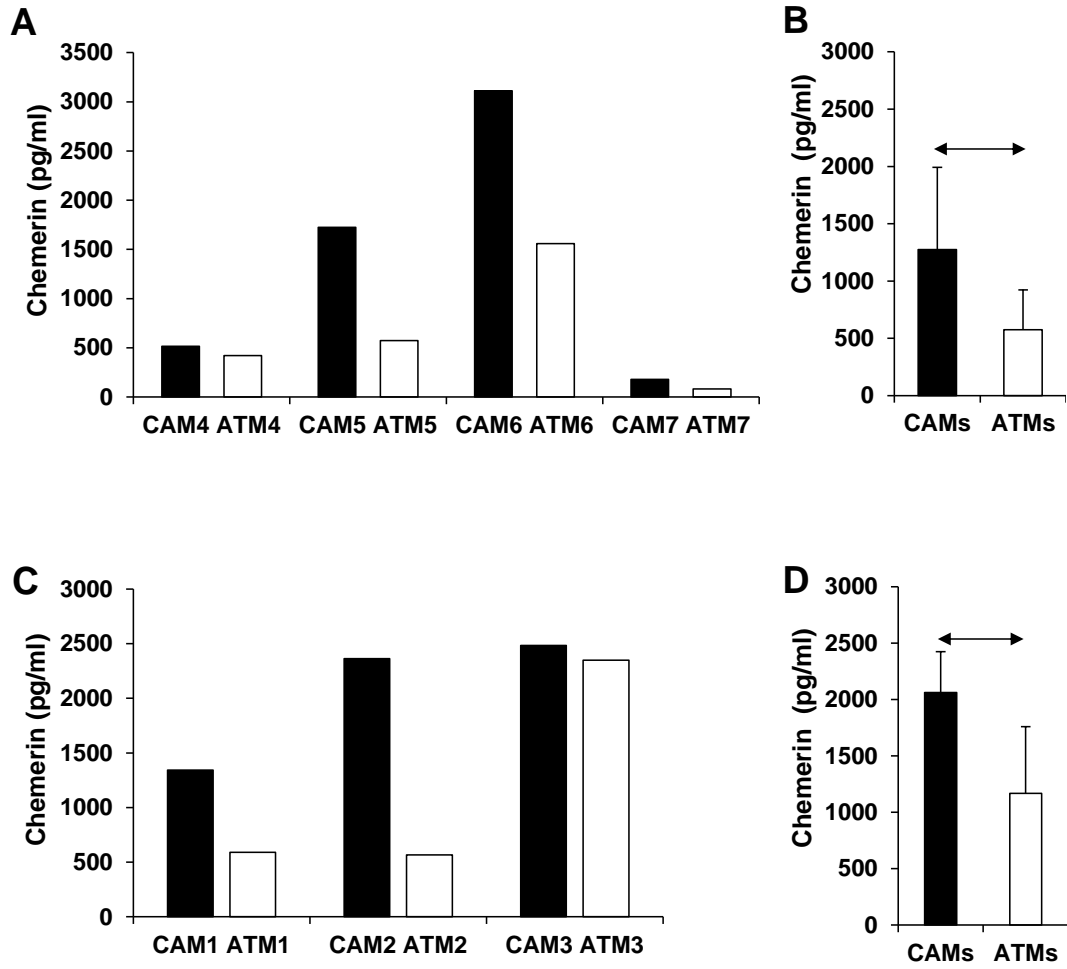 A
Chemerin (pg/ml)
3500
3000
2500
2000
1500
1000
500
0
CAM4 ATM4 CAM5 ATM5 CAM6 ATM6 CAM7 ATM7
B
Chemerin (pg/ml)
3000
2500
2000
1500
1000
500
0
CAMs ATMs
C
Chemerin (pg/ml)
3000
2500
2000
1500
1000
500
0
CAM1 ATM1 CAM2 ATM2 CAM3 ATM3
D
Chemerin (pg/ml)
3000
2500
2000
1500
1000
500
0
CAMs ATMs